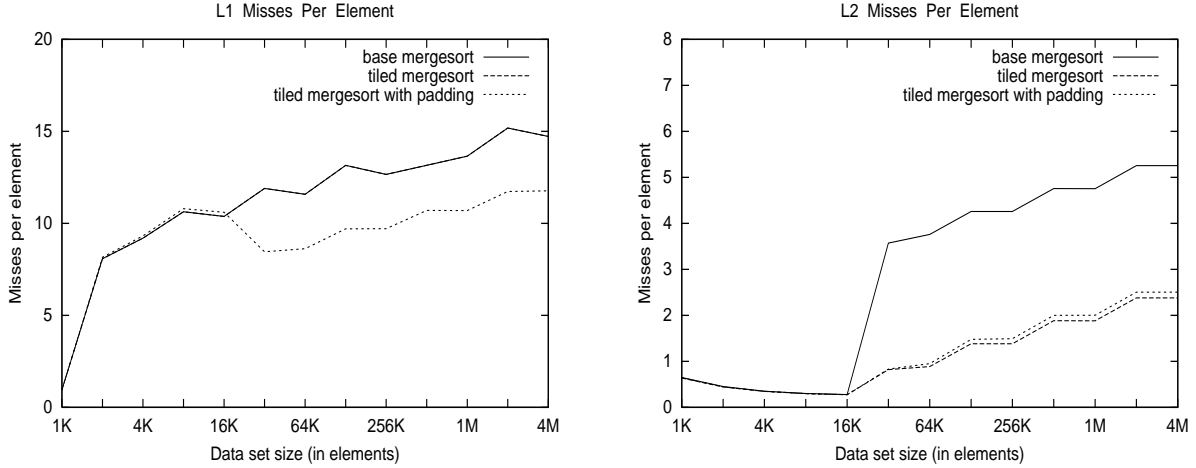 L1 Misses Per Element
20
15
10
5
0
Misses per element
base mergesort
tiled mergesort
tiled mergesort with padding
1K 4K 16K 64K 256K 1M 4M
Data set size (in elements)
L2 Misses Per Element
8
7
6
5
4
3
2
1
0
Misses per element
base mergesort
tiled mergesort
tiled mergesort with padding
1K 4K 16K 64K 256K 1M 4M
Data set size (in elements)